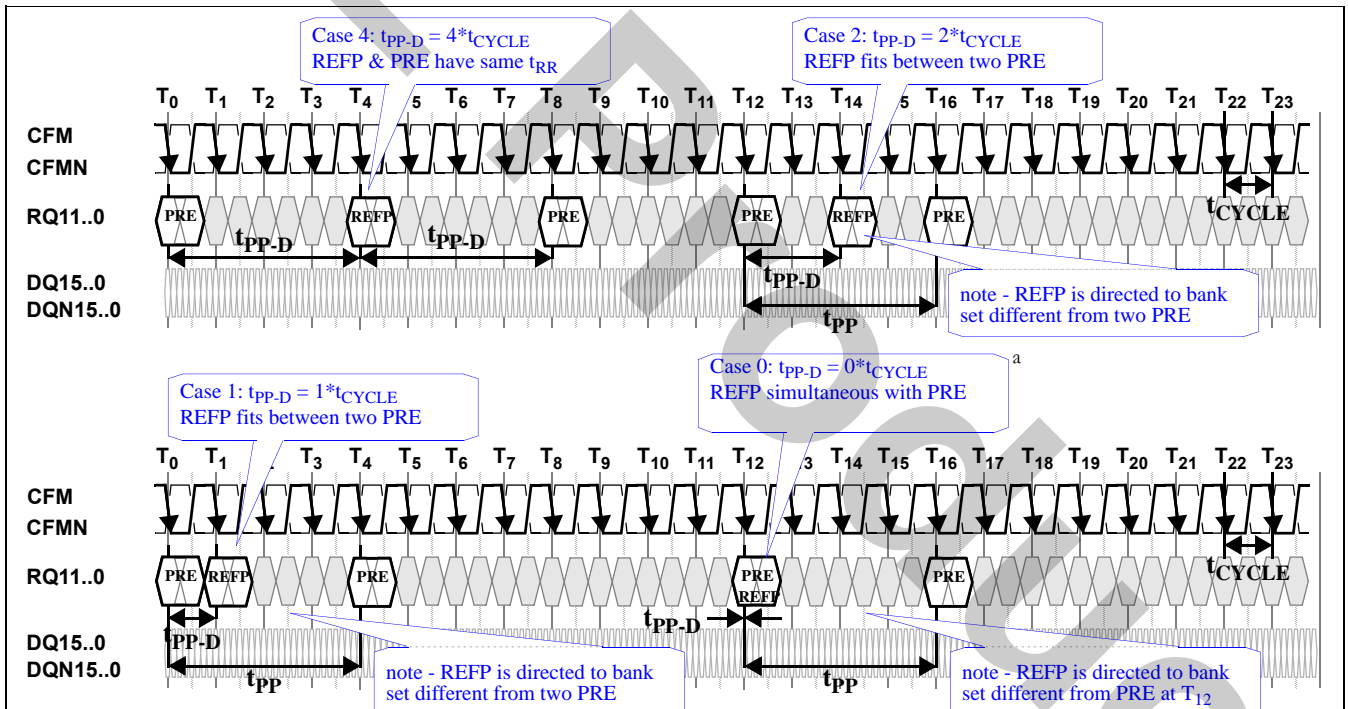 Case 4: tPP-D = 4*tCYCLE
REFP & PRE have same tRR
Case 2: tPP-D = 2*tCYCLE
REFP fits between two PRE
T0 T1 T2 T3 T4 5 T6 T7 T8 T9 T10 T11 T12 T13 T14 5 T16 T17 T18 T19 T20 T21 T22 T23
CFM
CFMN
RQ11..0
PRE REFP PRE PRE REFP PRE
tCYCLE
tPP-D tPP-D
DQ15..0
DQN15..0
tPP-D
tPP
note - REFP is directed to bank
set different from two PRE
Case 1: tPP-D = 1*tCYCLE
REFP fits between two PRE
Case 0: tPP-D = 0*tCYCLE
REFP simultaneous with PRE
a
T0 T1 2 T3 T4 5 T6 T7 T8 T9 T10 T11 T12 3 T14 T15 T16 T17 T18 T19 T20 T21 T22 T23
CFM
CFMN
RQ11..0
PRE REFP PRE PRE REFP PRE
tCYCLE
tPP-D tPP-D
DQ15..0
DQN15..0
tPP tPP
note - REFP is directed to bank
set different from two PRE
note - REFP is directed to bank
set different from PRE at T12